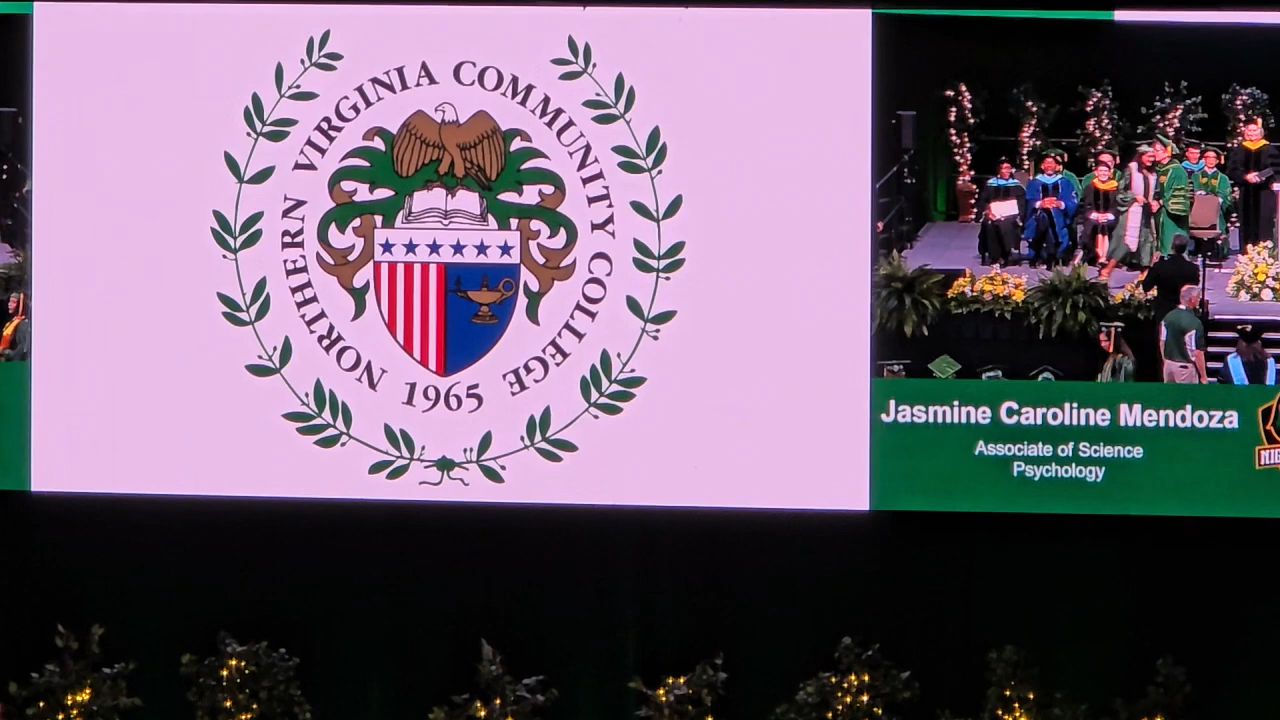 NORTHERN VIRGINIA COMMUNITY COLLEGE
1965
Jasmine Caroline Mendoza
Associate of Science
Psychology